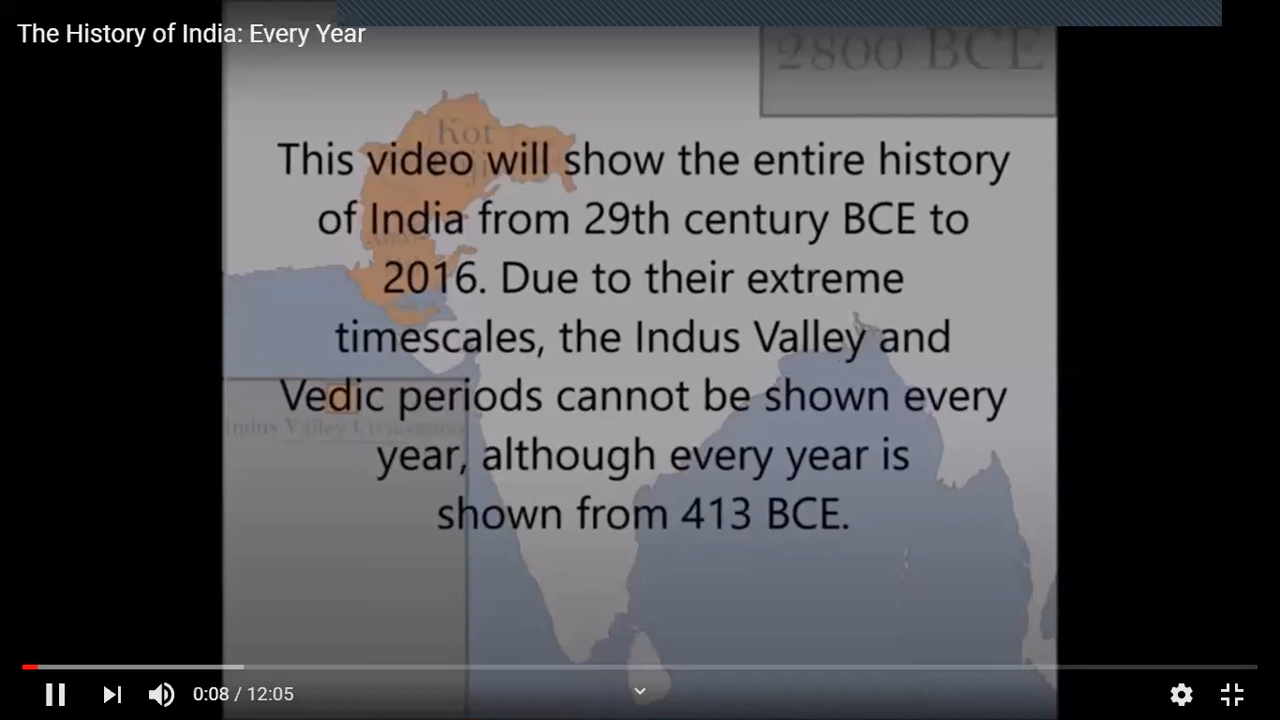 The History of India: Every Year
2800 BCE
Kot
This video will show the entire history
of India from 29th century BCE to
2016. Due to their extreme
timescales, the Indus Valley and
Vedic periods cannot be shown every
Indus Valley Civilisation
year, although every year is
shown from 413 BCE.
0:08 / 12:05